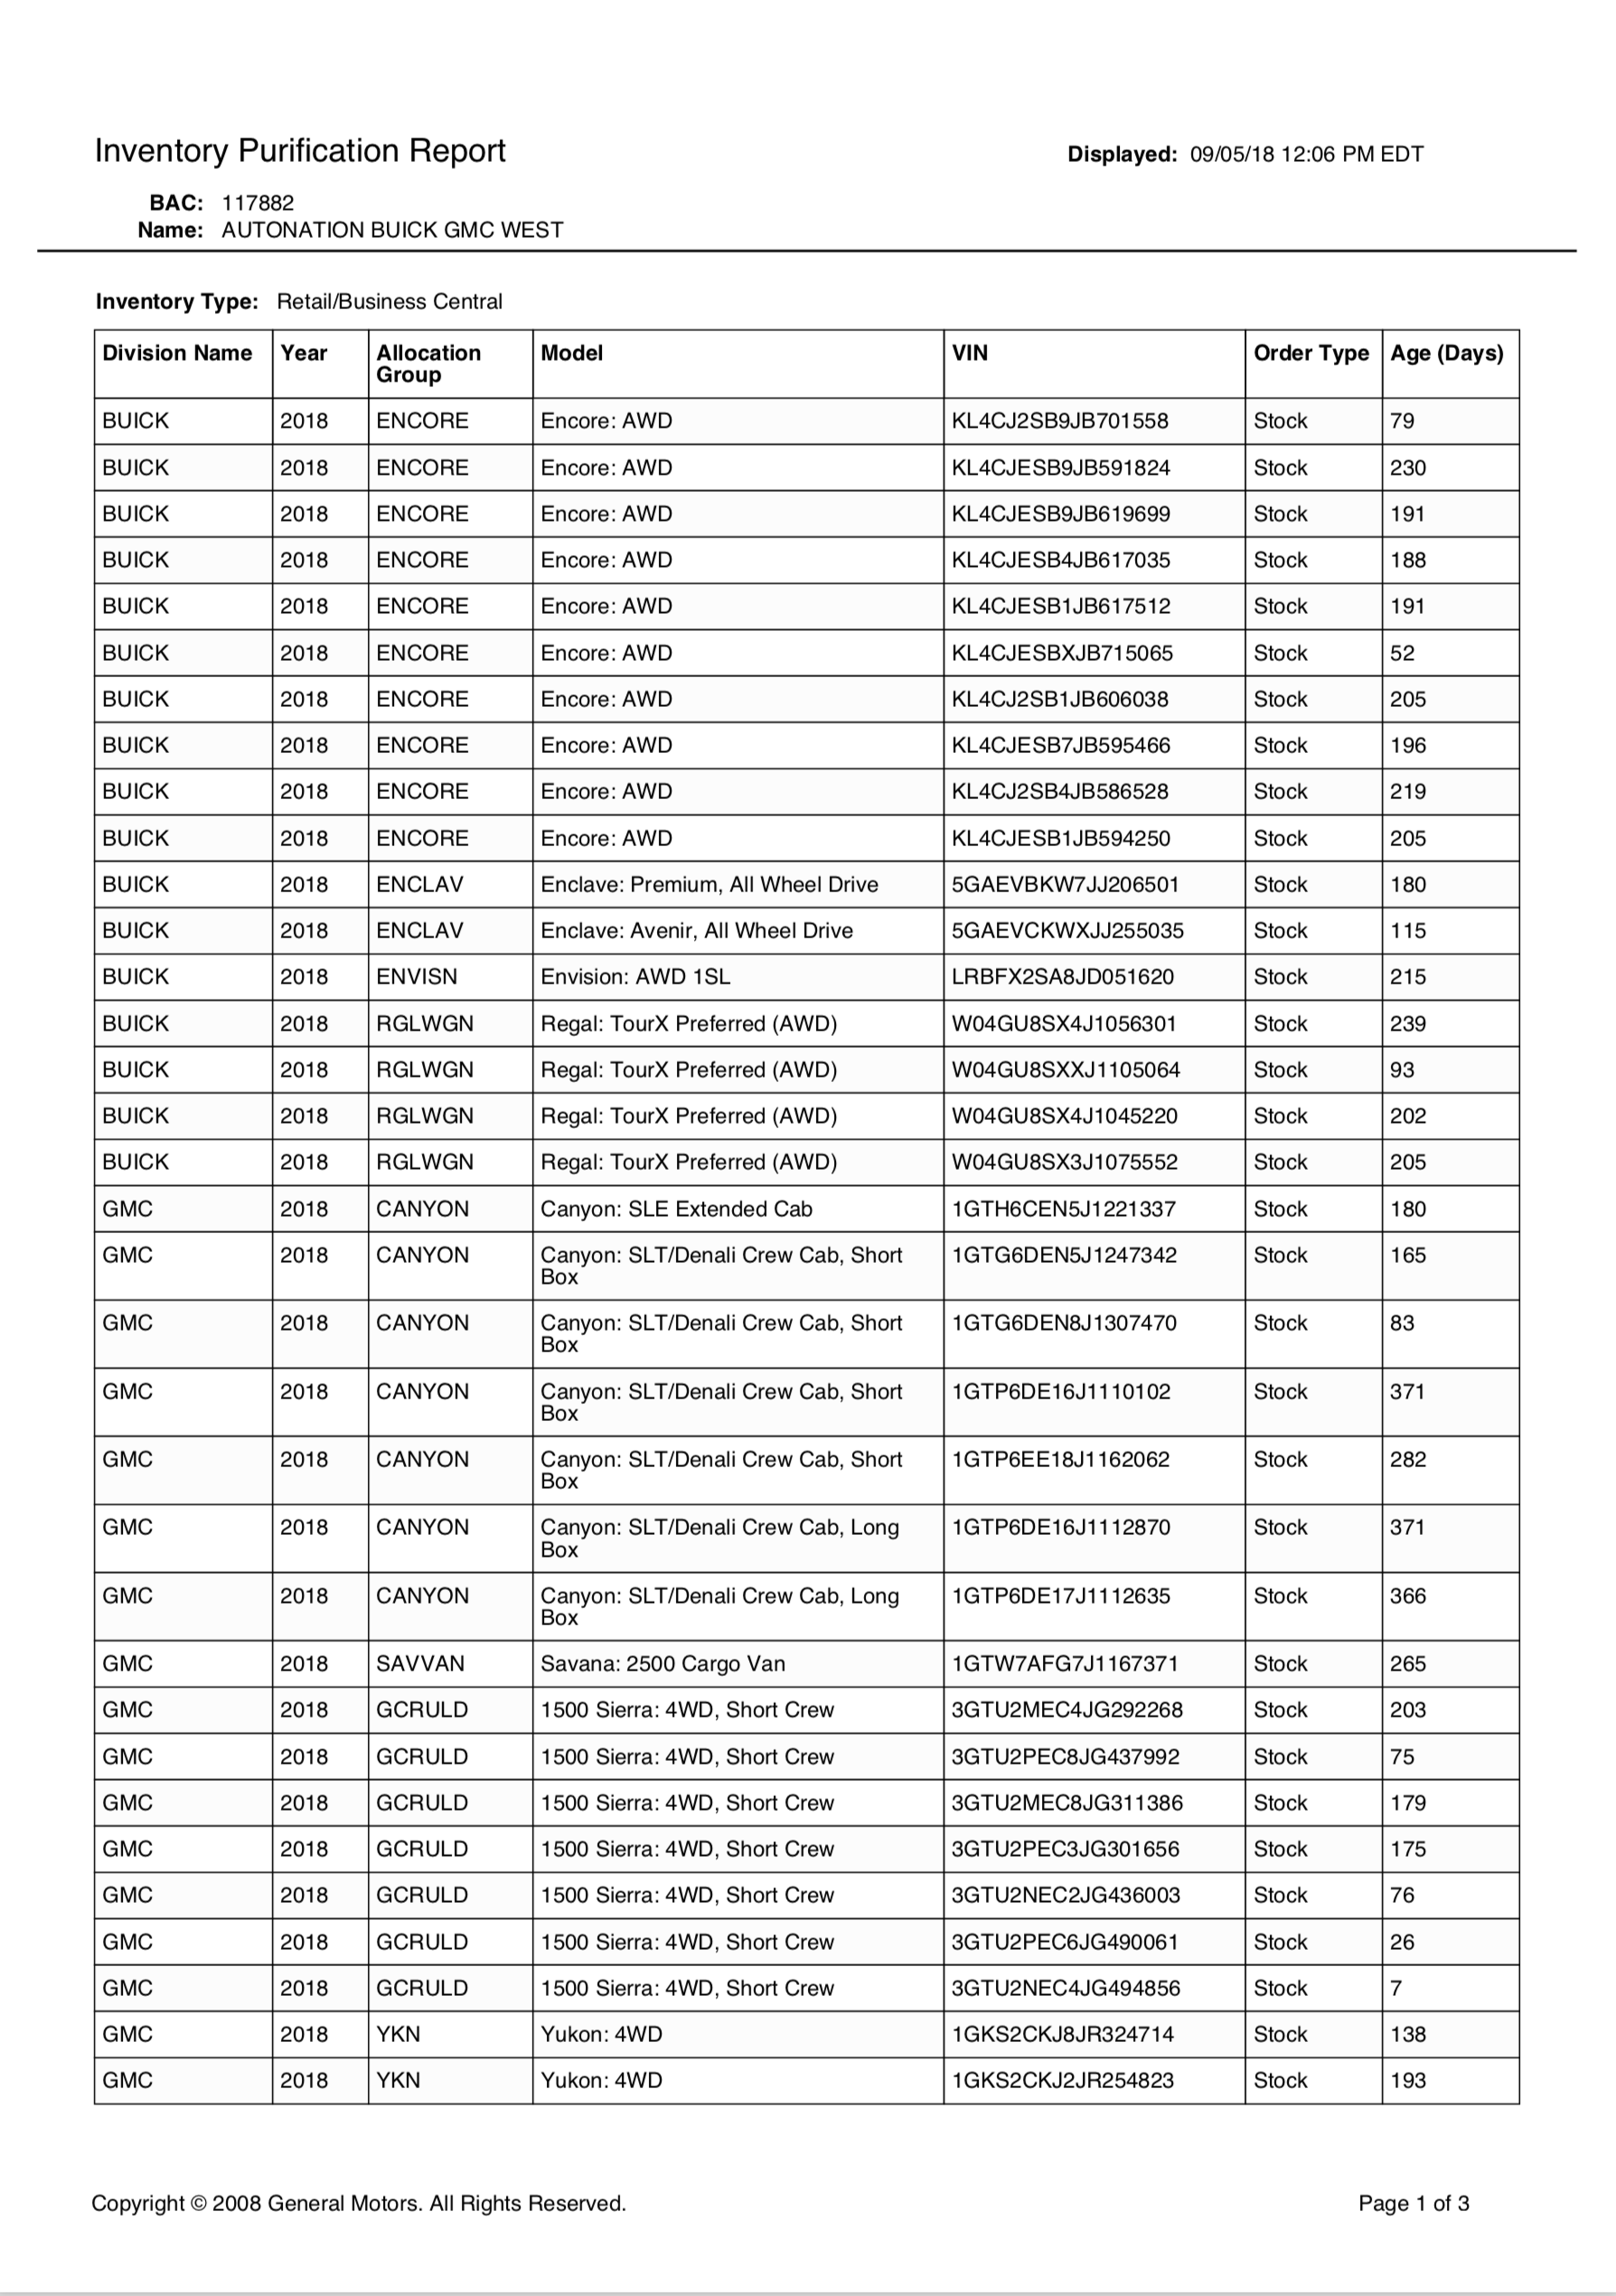 Inventory Purification Report
Displayed: 09/05/18 12:06 PM EDT
BAC: 117882
Name: AUTONATION BUICK GMC WEST
Inventory Type: Retail/Business Central
Division Name Year Allocation Group Model VIN Order Type Age (Days)
BUICK 2018 ENCORE Encore: AWD KL4CJ2SB9JB701558 Stock 79
BUICK 2018 ENCORE Encore: AWD KL4CJESB9JB591824 Stock 230
BUICK 2018 ENCORE Encore: AWD KL4CJESB9JB619699 Stock 191
BUICK 2018 ENCORE Encore: AWD KL4CJESB4JB617035 Stock 188
BUICK 2018 ENCORE Encore: AWD KL4CJESB1JB617512 Stock 191
BUICK 2018 ENCORE Encore: AWD KL4CJESBXJB715065 Stock 52
BUICK 2018 ENCORE Encore: AWD KL4CJ2SB1JB606038 Stock 205
BUICK 2018 ENCORE Encore: AWD KL4CJESB7JB595466 Stock 196
BUICK 2018 ENCORE Encore: AWD KL4CJ2SB4JB586528 Stock 219
BUICK 2018 ENCORE Encore: AWD KL4CJESB1JB594250 Stock 205
BUICK 2018 ENCLAV Enclave: Premium, All Wheel Drive 5GAEVBKW7JJ206501 Stock 180
BUICK 2018 ENCLAV Enclave: Avenir, All Wheel Drive 5GAEVCKWXJJ255035 Stock 115
BUICK 2018 ENVISN Envision: AWD 1SL LRBFX2SA8JD051620 Stock 215
BUICK 2018 RGLWGN Regal: TourX Preferred (AWD) W04GU8SX4J1056301 Stock 239
BUICK 2018 RGLWGN Regal: TourX Preferred (AWD) W04GU8SXXJ1105064 Stock 93
BUICK 2018 RGLWGN Regal: TourX Preferred (AWD) W04GU8SX4J1045220 Stock 202
BUICK 2018 RGLWGN Regal: TourX Preferred (AWD) W04GU8SX3J1075552 Stock 205
GMC 2018 CANYON Canyon: SLE Extended Cab 1GTH6CEN5J1221337 Stock 180
GMC 2018 CANYON Canyon: SLT/Denali Crew Cab, Short Box 1GTG6DEN5J1247342 Stock 165
GMC 2018 CANYON Canyon: SLT/Denali Crew Cab, Short Box 1GTG6DEN8J1307470 Stock 83
GMC 2018 CANYON Canyon: SLT/Denali Crew Cab, Short Box 1GTP6DE16J1110102 Stock 371
GMC 2018 CANYON Canyon: SLT/Denali Crew Cab, Short Box 1GTP6EE18J1162062 Stock 282
GMC 2018 CANYON Canyon: SLT/Denali Crew Cab, Long Box 1GTP6DE16J1112870 Stock 371
GMC 2018 CANYON Canyon: SLT/Denali Crew Cab, Long Box 1GTP6DE17J1112635 Stock 366
GMC 2018 SAVVAN Savana: 2500 Cargo Van 1GTW7AFG7J1167371 Stock 265
GMC 2018 GCRULD 1500 Sierra: 4WD, Short Crew 3GTU2MEC4JG292268 Stock 203
GMC 2018 GCRULD 1500 Sierra: 4WD, Short Crew 3GTU2PEC8JG437992 Stock 75
GMC 2018 GCRULD 1500 Sierra: 4WD, Short Crew 3GTU2MEC8JG311386 Stock 179
GMC 2018 GCRULD 1500 Sierra: 4WD, Short Crew 3GTU2PEC3JG301656 Stock 175
GMC 2018 GCRULD 1500 Sierra: 4WD, Short Crew 3GTU2NEC2JG436003 Stock 76
GMC 2018 GCRULD 1500 Sierra: 4WD, Short Crew 3GTU2PEC6JG490061 Stock 26
GMC 2018 GCRULD 1500 Sierra: 4WD, Short Crew 3GTU2NEC4JG494856 Stock 7
GMC 2018 YKN Yukon: 4WD 1GKS2CKJ8JR324714 Stock 138
GMC 2018 YKN Yukon: 4WD 1GKS2CKJ2JR254823 Stock 193
Copyright © 2008 General Motors. All Rights Reserved.
Page 1 of 3